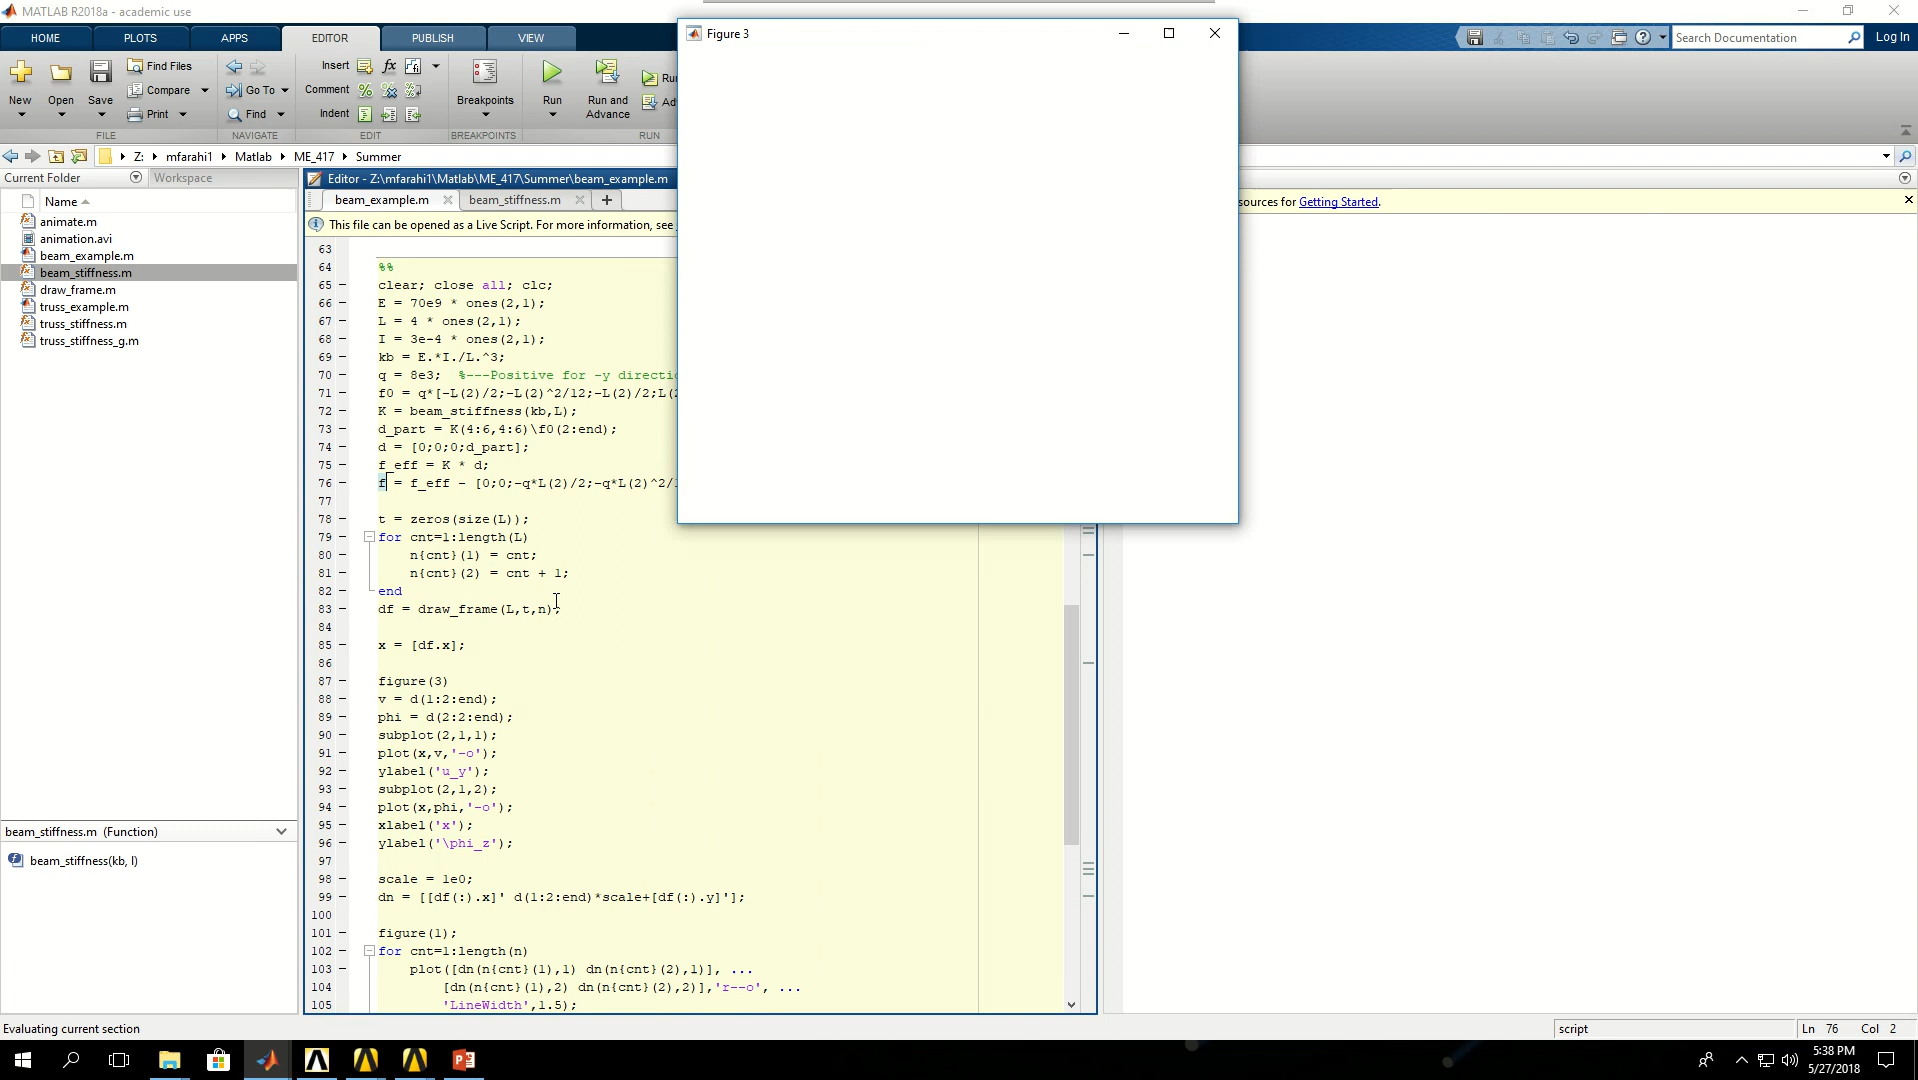 MATLAB R2018a - academic use
HOME PLOTS APPS EDITOR PUBLISH VIEW
Search Documentation
Log In
New Open Save
Find Files
Compare
Print
Go To
Find
Insert
Comment
Indent
fx
Breakpoints
Run
Run and Advance
FILE NAVIGATE EDIT BREAKPOINTS RUN
Z: mfarahi1 Matlab ME_417 Summer
Current Folder Workspace
Name
animate.m
animation.avi
beam_example.m
beam_stiffness.m
draw_frame.m
truss_example.m
truss_stiffness.m
truss_stiffness_g.m
beam_stiffness.m (Function)
beam_stiffness(kb, l)
Evaluating current section
Editor - Z:\mfarahi1\Matlab\ME_417\Summer\beam_example.m
beam_example.m beam_stiffness.m
This file can be opened as a Live Script. For more information, see
63
64 %%
65 clear; close all; clc;
66 E = 70e9 * ones(2,1);
67 L = 4 * ones(2,1);
68 I = 3e-4 * ones(2,1);
69 kb = E.*I./L.^3;
70 q = 8e3; %---Positive for -y directi
71 f0 = q*[-L(2)/2;-L(2)^2/12;-L(2)/2;L(2
72 K = beam_stiffness(kb,L);
73 d_part = K(4:6,4:6)\f0(2:end);
74 d = [0;0;0;d_part];
75 f_eff = K * d;
76 f = f_eff - [0;0;-q*L(2)/2;-q*L(2)^2/1
77
78 t = zeros(size(L));
79 for cnt=1:length(L)
80 n{cnt}(1) = cnt;
81 n{cnt}(2) = cnt + 1;
82 end
83 df = draw_frame(L,t,n);
84
85 x = [df.x];
86
87 figure(3)
88 v = d(1:2:end);
89 phi = d(2:2:end);
90 subplot(2,1,1);
91 plot(x,v,'-o');
92 ylabel('u_y');
93 subplot(2,1,2);
94 plot(x,phi,'-o');
95 xlabel('x');
96 ylabel('\phi_z');
97
98 scale = 1e0;
99 dn = [[df(:).x]' d(1:2:end)*scale+[df(:).y]'];
100
101 figure(1);
102 for cnt=1:length(n)
103 plot([dn(n{cnt}(1),1) dn(n{cnt}(2),1)], ...
104 [dn(n{cnt}(1),2) dn(n{cnt}(2),2)],'r--o', ...
105 'LineWidth',1.5);
Figure 3
sources for Getting Started.
script
Ln 76 Col 2
5:38 PM
5/27/2018